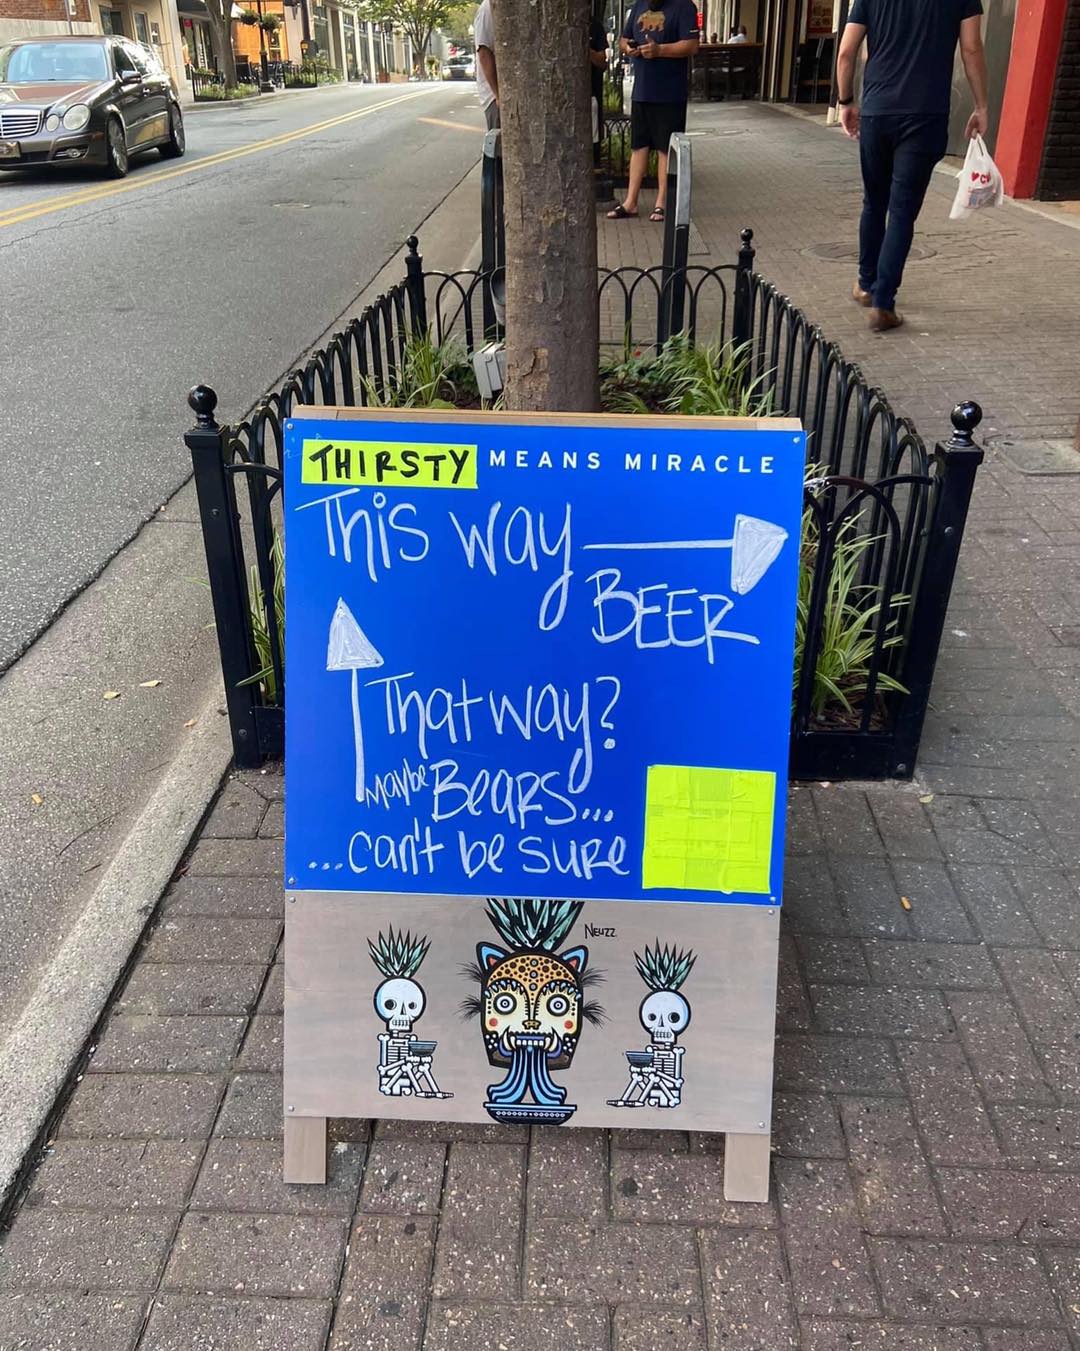 THIRSTY MEANS MIRACLE
This way
BEER
That way?
maybe BeARS...
...can't be sure
NEUZZ